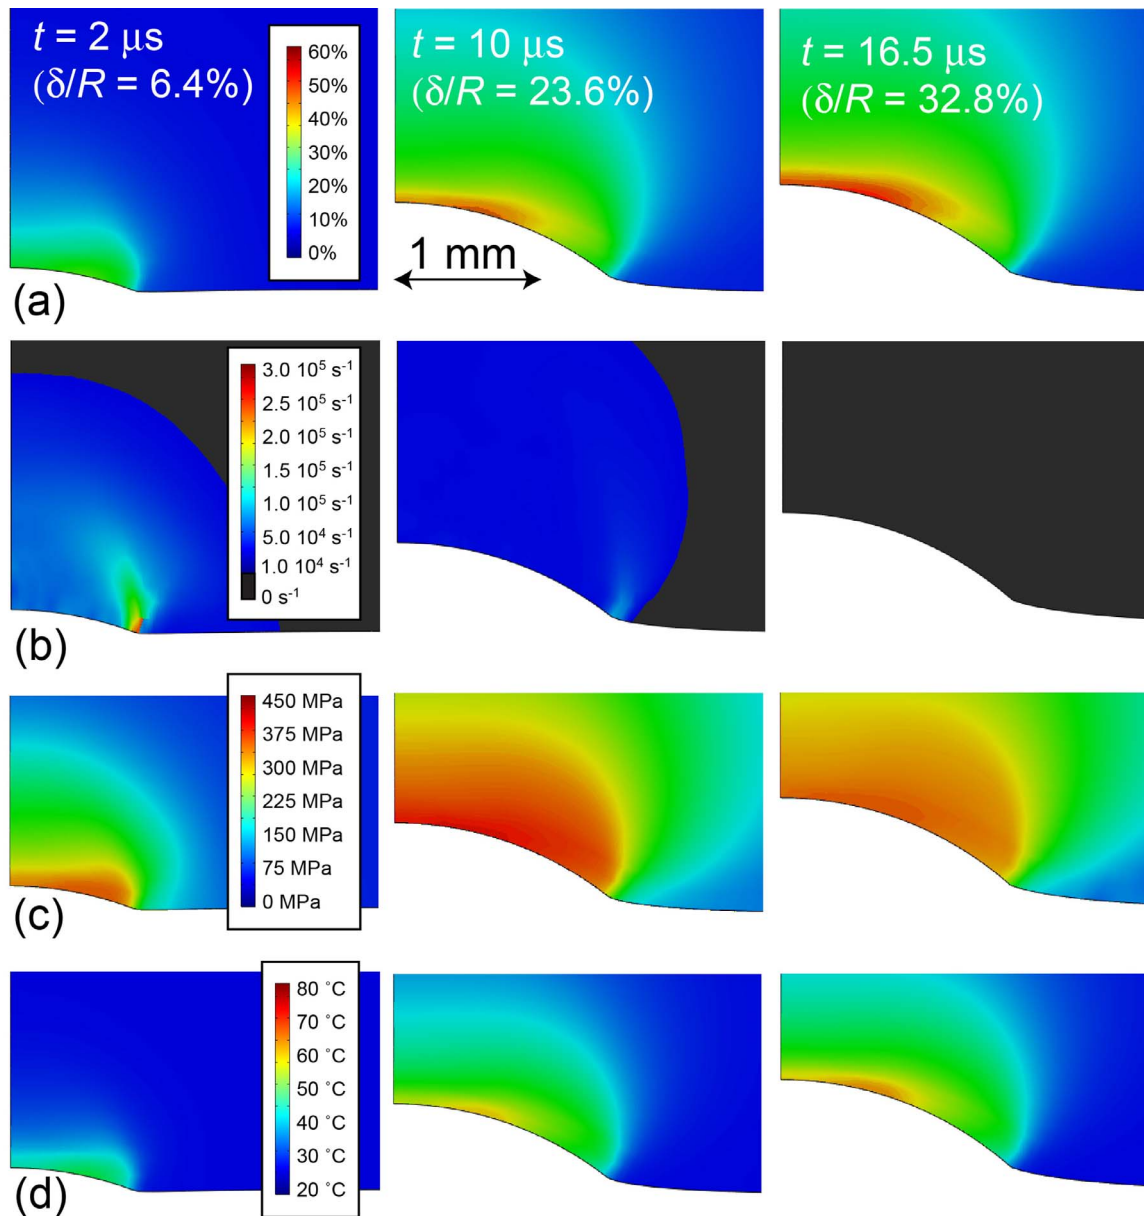 t = 2 μs
(δ/R = 6.4%)
60%
50%
40%
30%
20%
10%
0%
t = 10 μs
(δ/R = 23.6%)
t = 16.5 μs
(δ/R = 32.8%)
1 mm
(a)
3.0 10⁵ s⁻¹
2.5 10⁵ s⁻¹
2.0 10⁵ s⁻¹
1.5 10⁵ s⁻¹
1.0 10⁵ s⁻¹
5.0 10⁴ s⁻¹
1.0 10⁴ s⁻¹
0 s⁻¹
(b)
450 MPa
375 MPa
300 MPa
225 MPa
150 MPa
75 MPa
0 MPa
(c)
80 ˚C
70 ˚C
60 ˚C
50 ˚C
40 ˚C
30 ˚C
20 ˚C
(d)